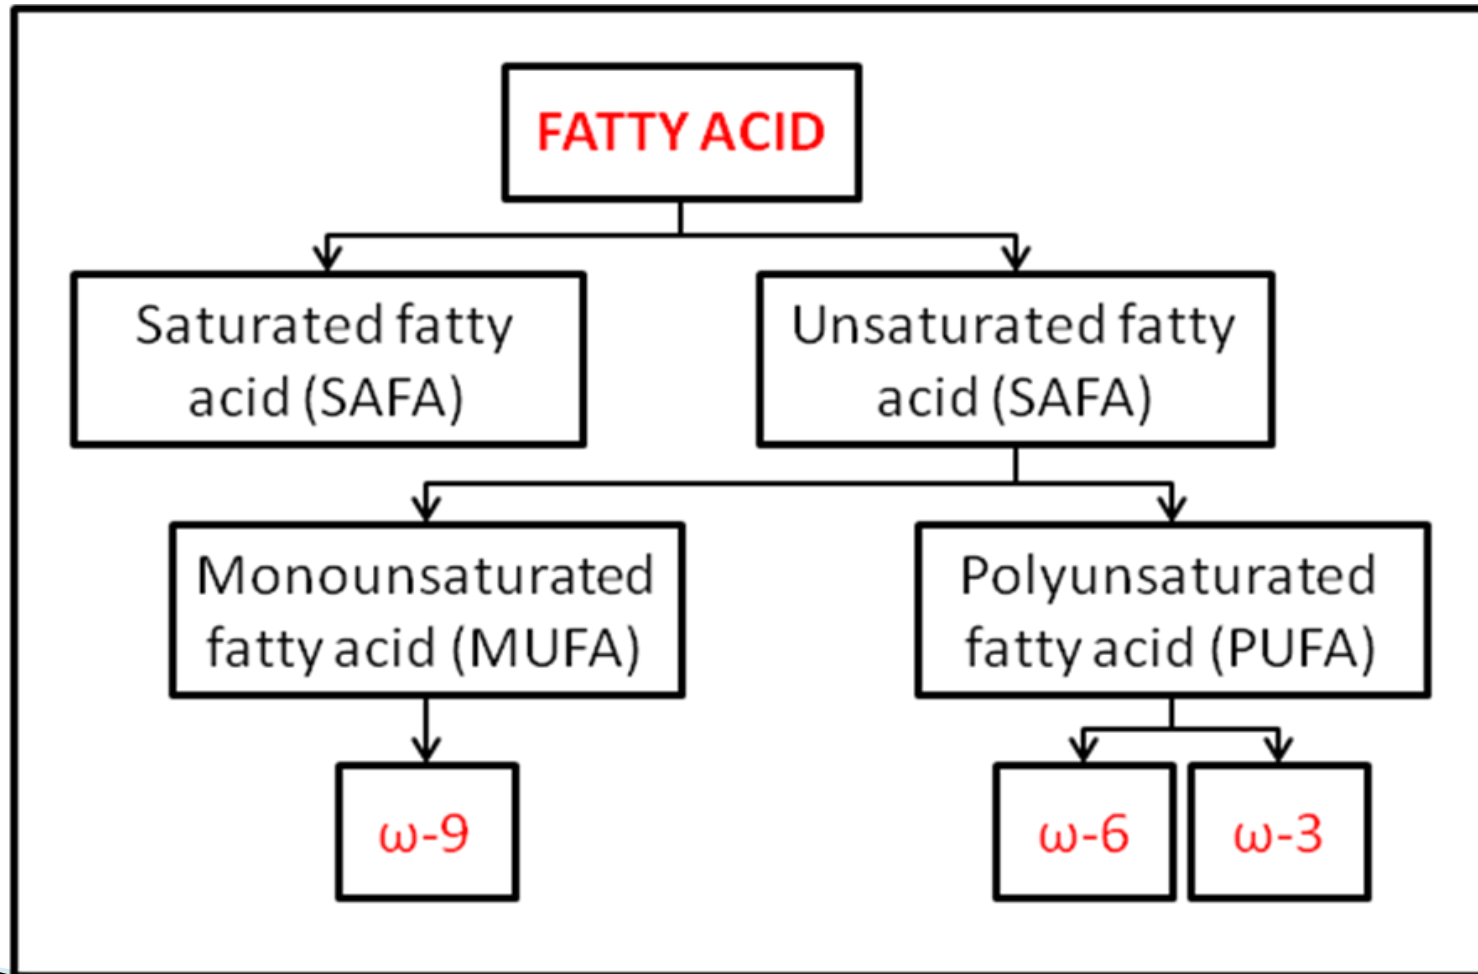 FATTY ACID
Saturated fatty
acid (SAFA)
Unsaturated fatty
acid (SAFA)
Monounsaturated
fatty acid (MUFA)
Polyunsaturated
fatty acid (PUFA)
ω-9
ω-6
ω-3